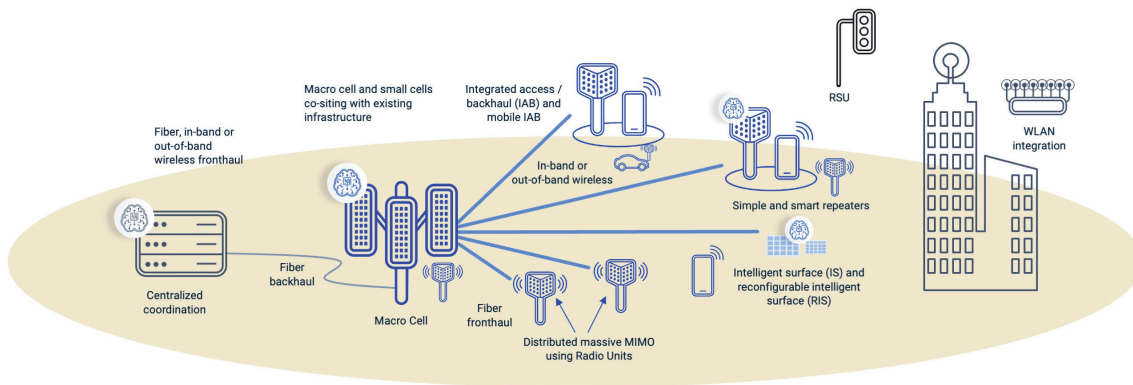 Fiber, in-band or
out-of-band
wireless fronthaul
Macro cell and small cells
co-siting with existing
infrastructure
Integrated access /
backhaul (IAB) and
mobile IAB
RSU
WLAN
integration
In-band or
out-of-band wireless
Simple and smart repeaters
Intelligent surface (IS) and
reconfigurable intelligent
surface (RIS)
Fiber
backhaul
Centralized
coordination
Macro Cell
Fiber
fronthaul
Distributed massive MIMO
using Radio Units